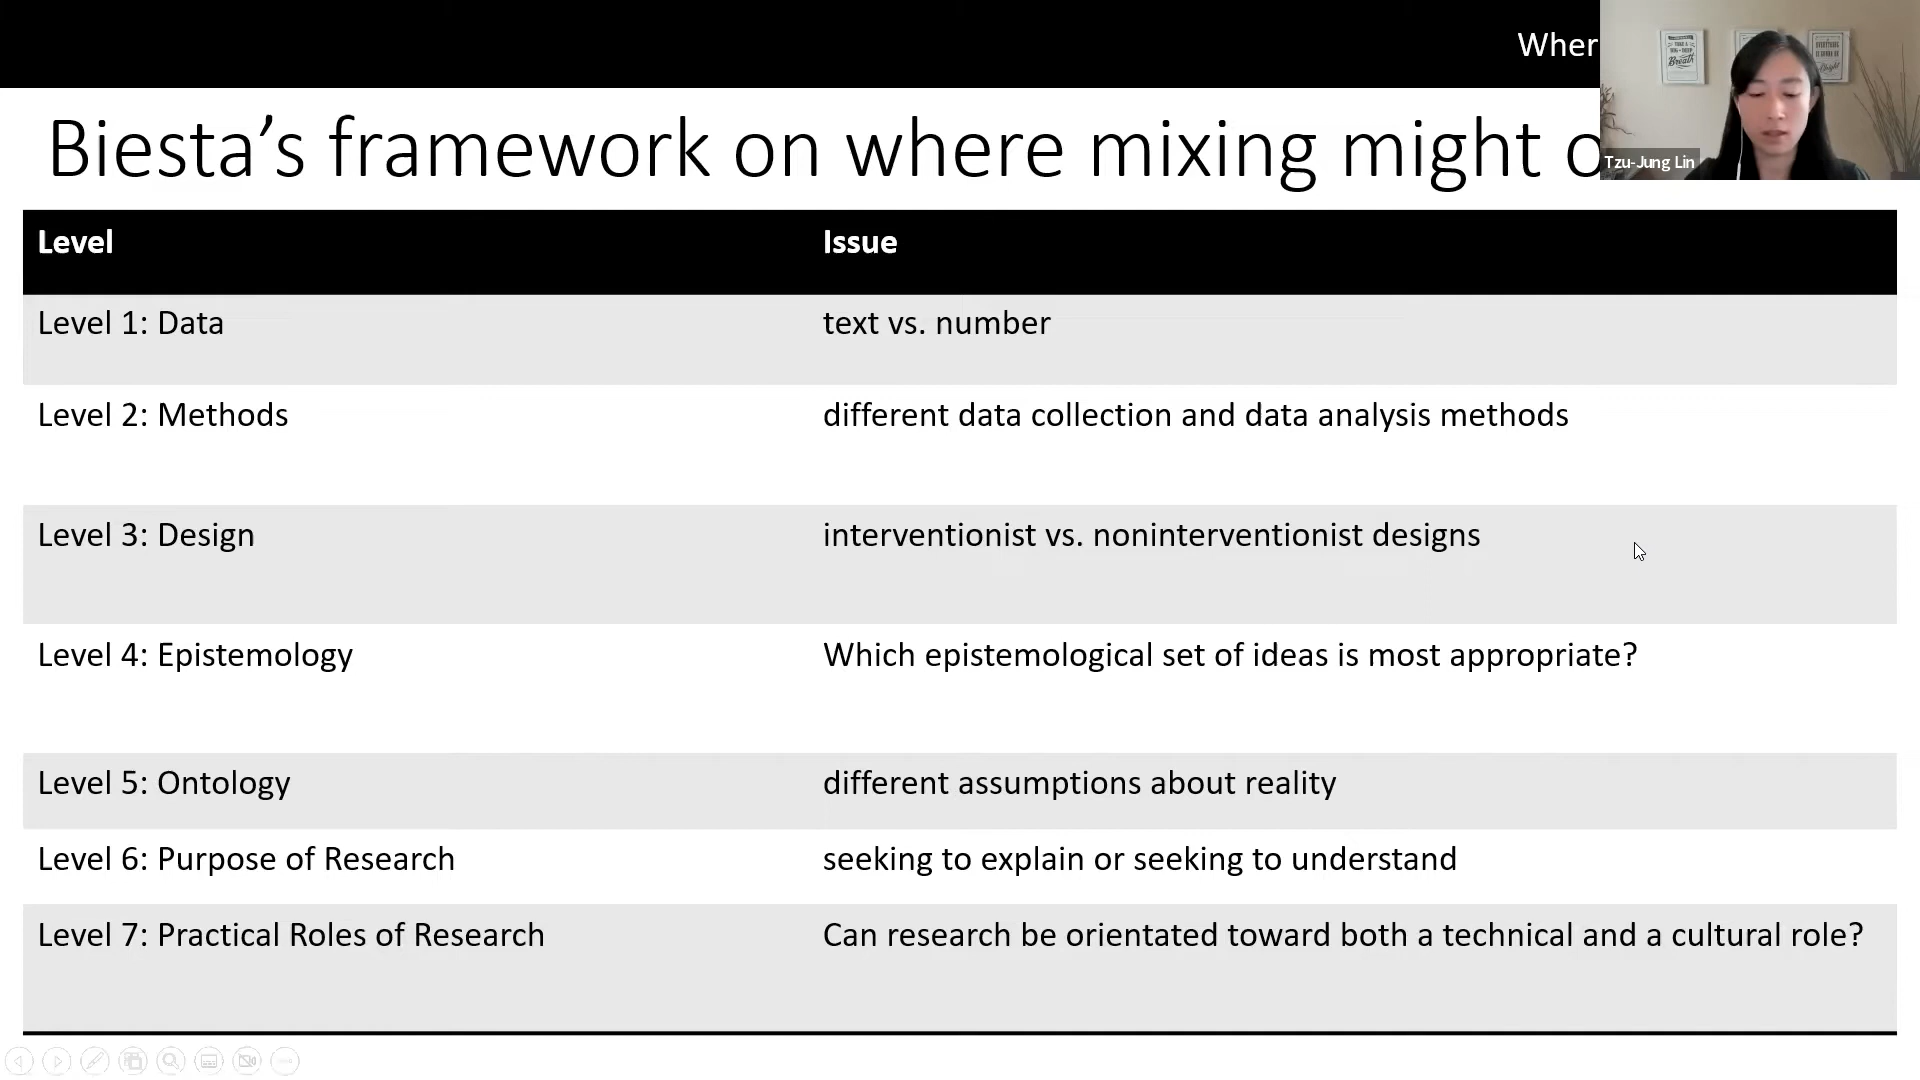 Wher
Biesta’s framework on where mixing might o
Breath
Tzu-Jung Lin
Level Issue
Level 1: Data text vs. number
Level 2: Methods different data collection and data analysis methods
Level 3: Design interventionist vs. noninterventionist designs
Level 4: Epistemology Which epistemological set of ideas is most appropriate?
Level 5: Ontology different assumptions about reality
Level 6: Purpose of Research seeking to explain or seeking to understand
Level 7: Practical Roles of Research Can research be orientated toward both a technical and a cultural role?